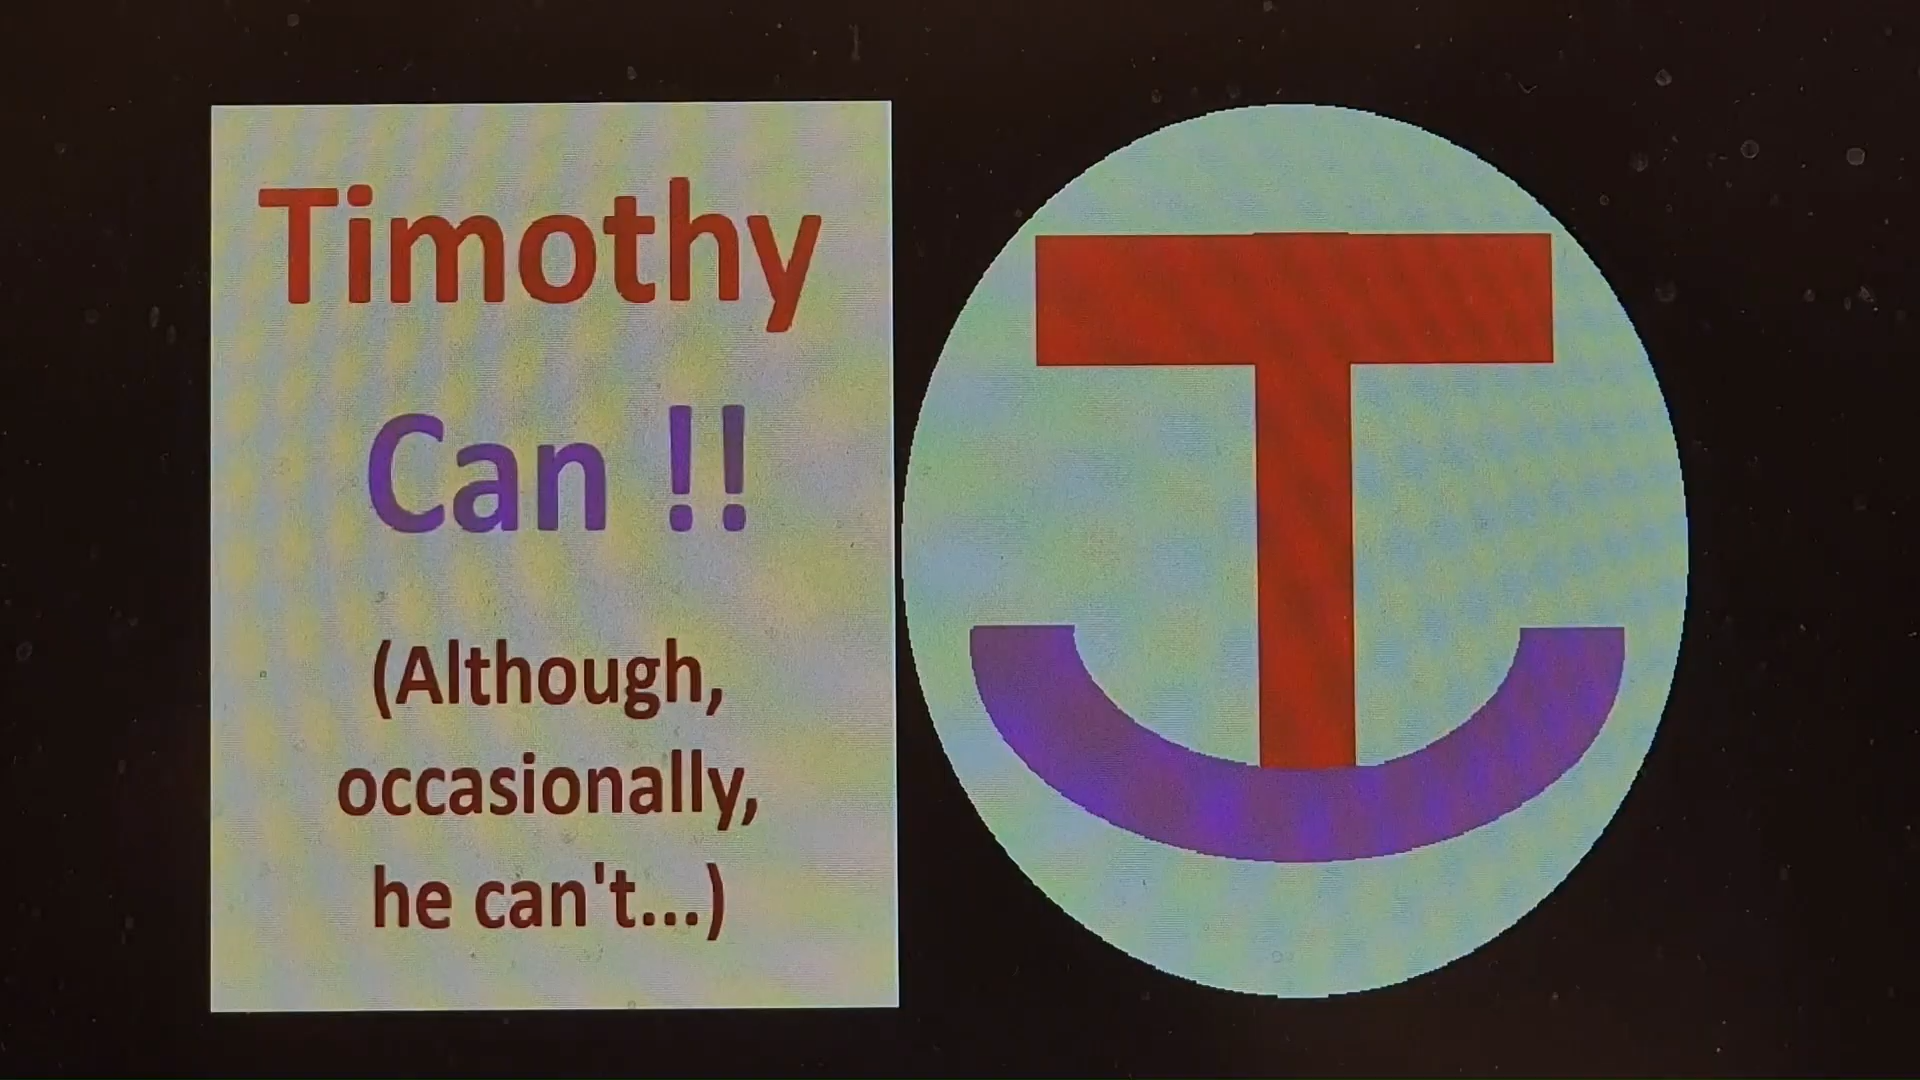 Timothy
Can !!
(Although,
occasionally,
he can't...)
T